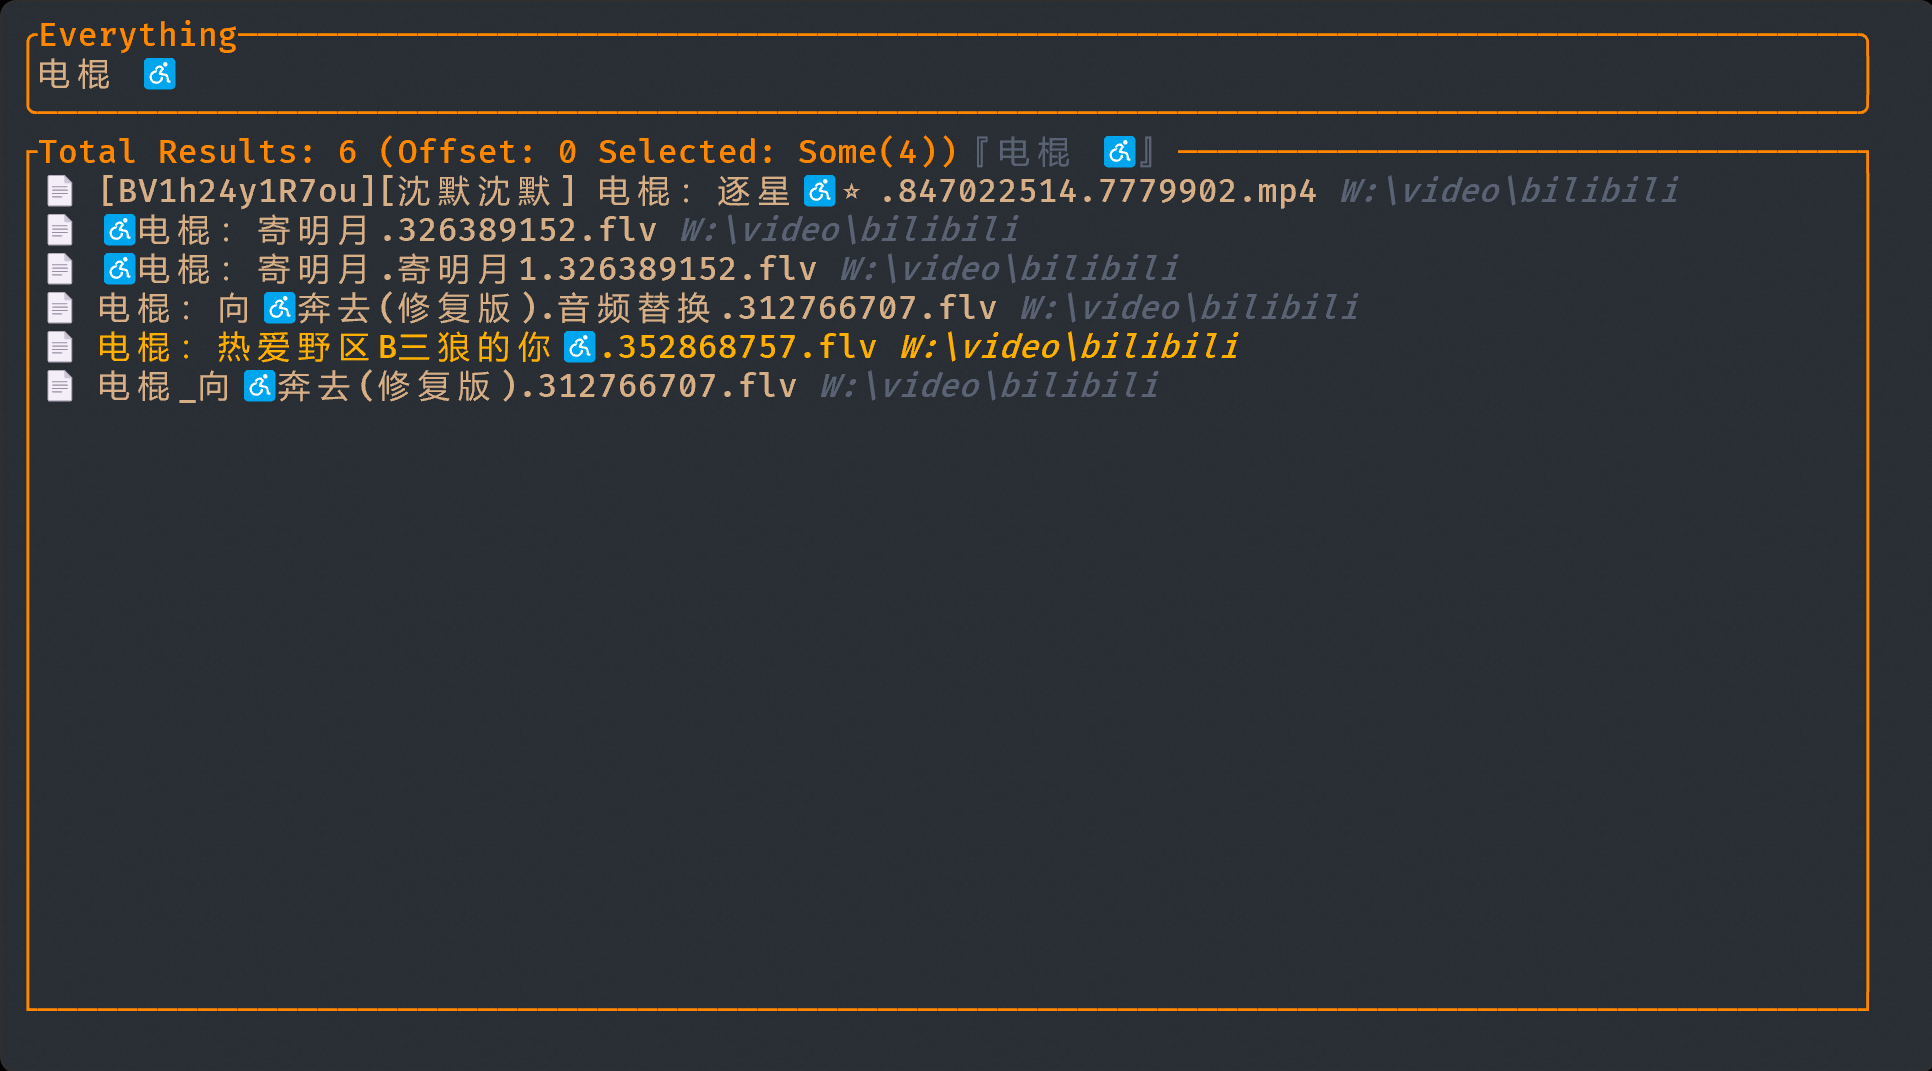 Everything
电棍 ♿
Total Results: 6 (Offset: 0 Selected: Some(4))『电棍 ♿』
📄 [BV1h24y1R7ou][沈默沈默] 电棍：逐星♿☆ .847022514.7779902.mp4 W:\video\bilibili
📄 ♿电棍：寄明月.326389152.flv W:\video\bilibili
📄 ♿电棍：寄明月.寄明月1.326389152.flv W:\video\bilibili
📄 电棍：向♿奔去(修复版).音频替换.312766707.flv W:\video\bilibili
📄 电棍：热爱野区B三狼的你♿.352868757.flv W:\video\bilibili
📄 电棍_向♿奔去(修复版).312766707.flv W:\video\bilibili